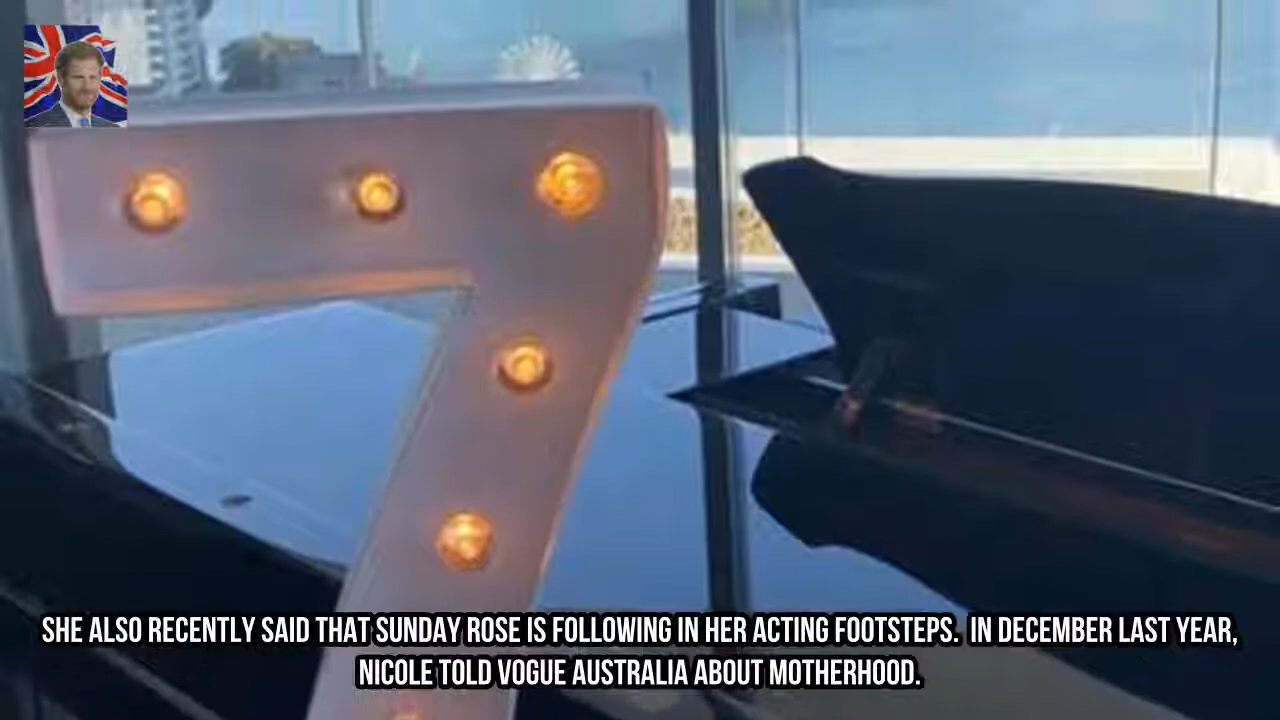 7
SHE ALSO RECENTLY SAID THAT SUNDAY ROSE IS FOLLOWING IN HER ACTING FOOTSTEPS. IN DECEMBER LAST YEAR,
NICOLE TOLD VOGUE AUSTRALIA ABOUT MOTHERHOOD.